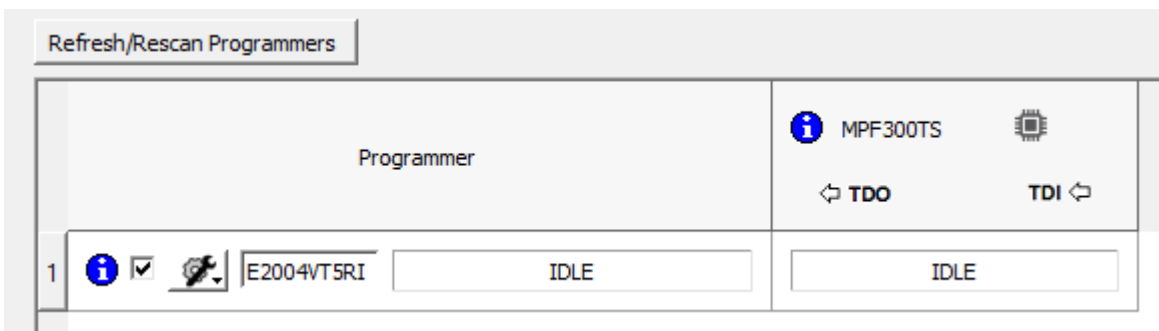 Refresh/Rescan Programmers
Programmer
MPF300TS
TDO TDI
1 E2004VT5RI IDLE IDLE